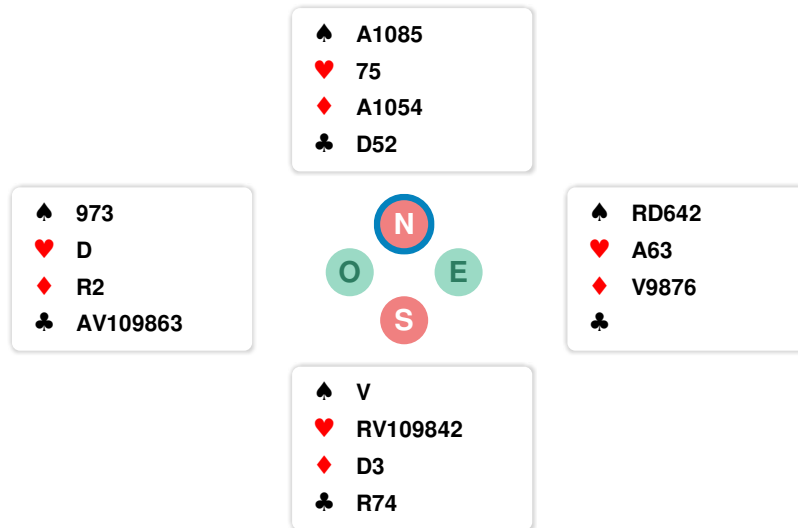 ♠ A1085
♥ 75
♦ A1054
♣ D52
♠ 973
♥ D
♦ R2
♣ AV109863
N
O E
S
♠ RD642
♥ A63
♦ V9876
♣
♠ V
♥ RV109842
♦ D3
♣ R74